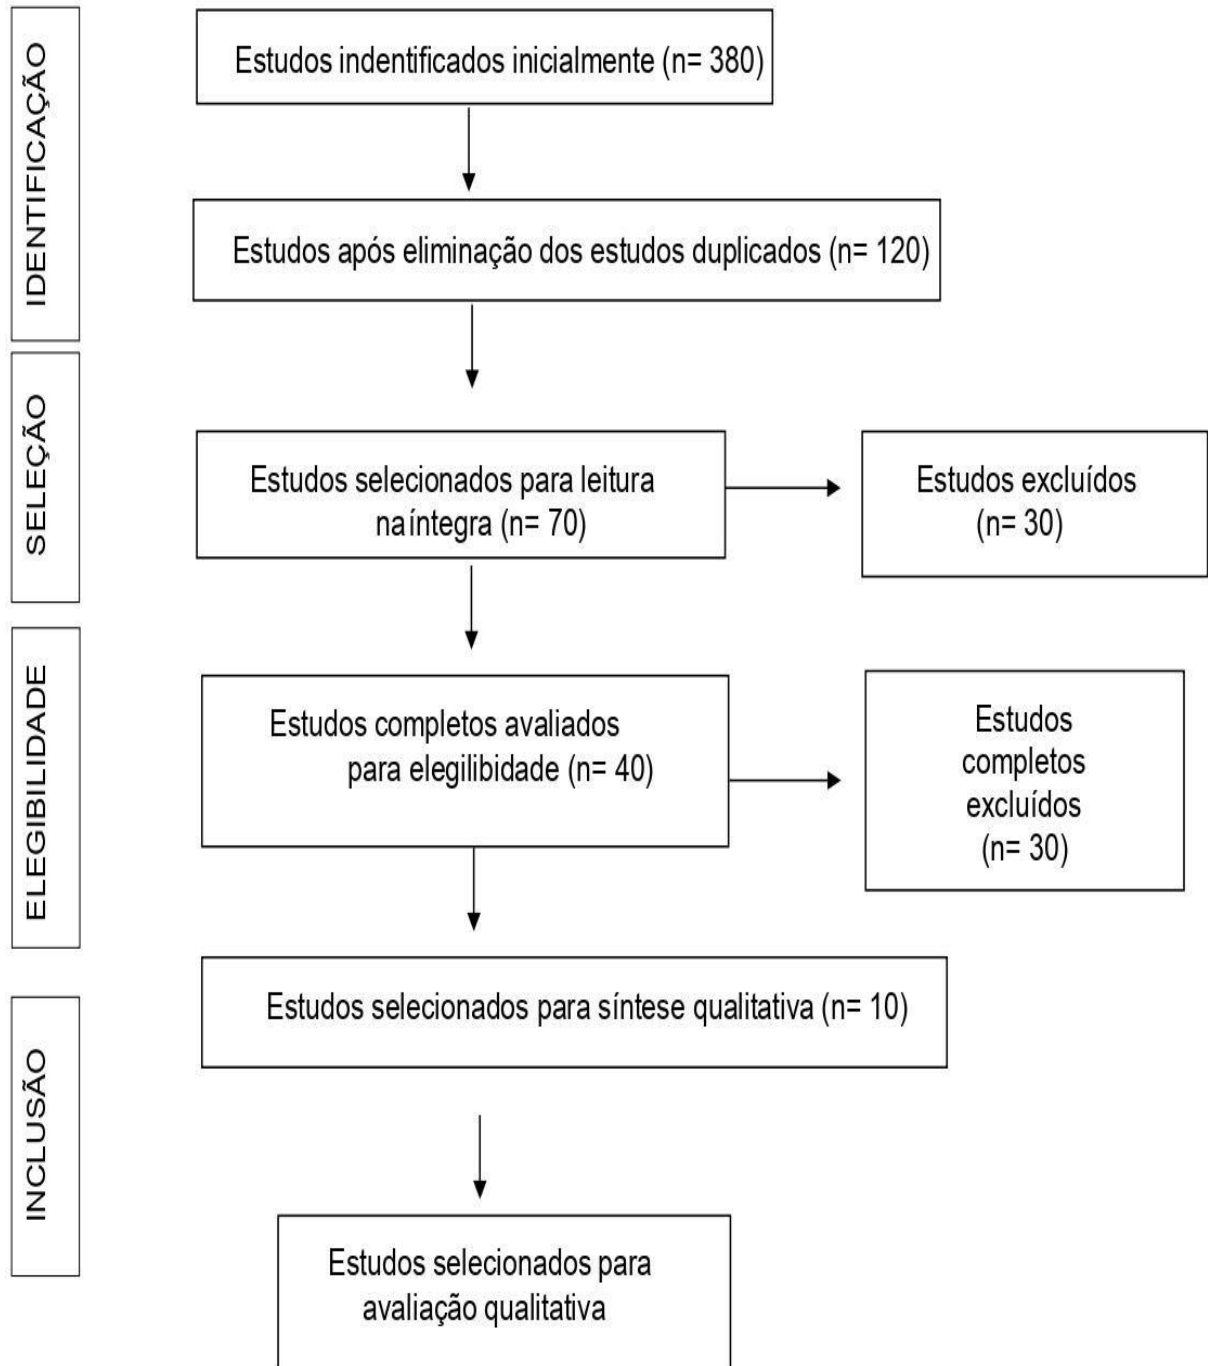 IDENTIFICAÇÃO
Estudos indentificados inicialmente (n= 380)
Estudos após eliminação dos estudos duplicados (n= 120)
SELEÇÃO
Estudos selecionados para leitura
naíntegra (n= 70)
Estudos excluídos
(n= 30)
ELEGIBILIDADE
Estudos completos avaliados
para elegilibidade (n= 40)
Estudos
completos
excluídos
(n= 30)
INCLUSÃO
Estudos selecionados para síntese qualitativa (n= 10)
Estudos selecionados para
avaliação qualitativa